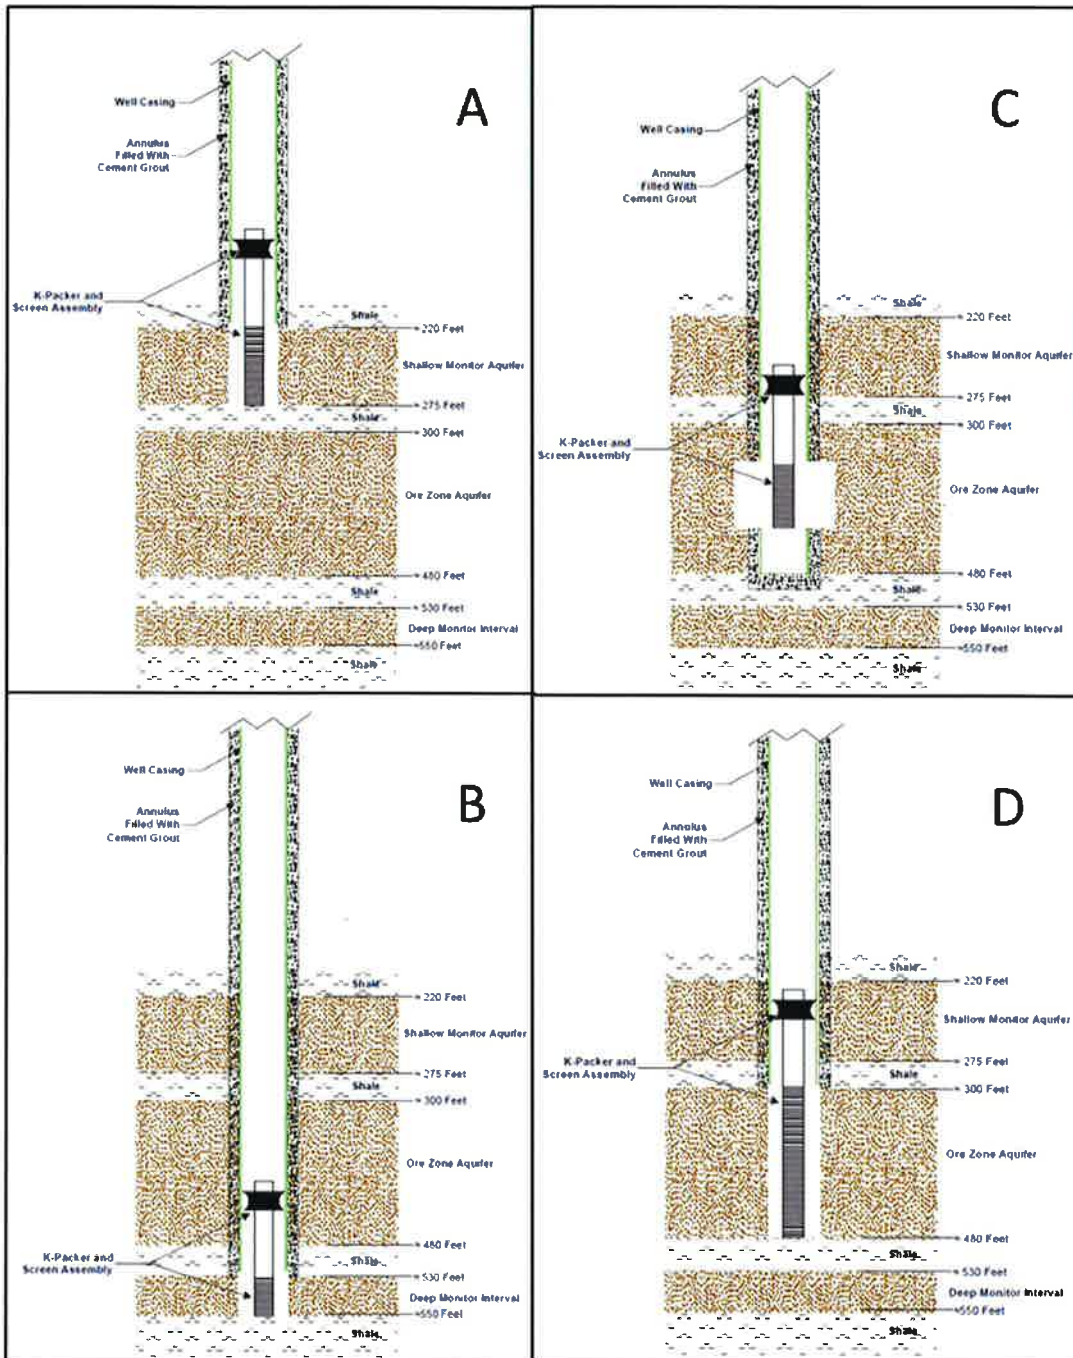 A
Well Casing
Annulus
Filled With
Cement Grout
K-Packer and
Screen Assembly
Shale
≈ 220 Feet
Shallow Monitor Aquifer
≈ 275 Feet
Shale
≈ 300 Feet
Ore Zone Aquifer
≈ 480 Feet
Shale
≈ 530 Feet
Deep Monitor Interval
≈550 Feet
Shale
C
Well Casing
Annulus
Filled With
Cement Grout
Shale
≈ 220 Feet
Shallow Monitor Aquifer
≈ 275 Feet
Shale
≈ 300 Feet
K-Packer and
Screen Assembly
Ore Zone Aquifer
≈ 480 Feet
Shale
≈ 530 Feet
Deep Monitor Interval
≈550 Feet
Shale
B
Well Casing
Annulus
Filled With
Cement Grout
Shale
≈ 220 Feet
Shallow Monitor Aquifer
≈ 275 Feet
Shale
≈ 300 Feet
Ore Zone Aquifer
K-Packer and
Screen Assembly
≈ 480 Feet
Shale
≈ 530 Feet
Deep Monitor Interval
≈550 Feet
Shale
D
Well Casing
Annulus
Filled With
Cement Grout
Shale
≈ 220 Feet
Shallow Monitor Aquifer
K-Packer and
Screen Assembly
≈ 275 Feet
Shale
≈ 300 Feet
Ore Zone Aquifer
≈ 480 Feet
Shale
≈ 530 Feet
Deep Monitor Interval
≈550 Feet
Shale